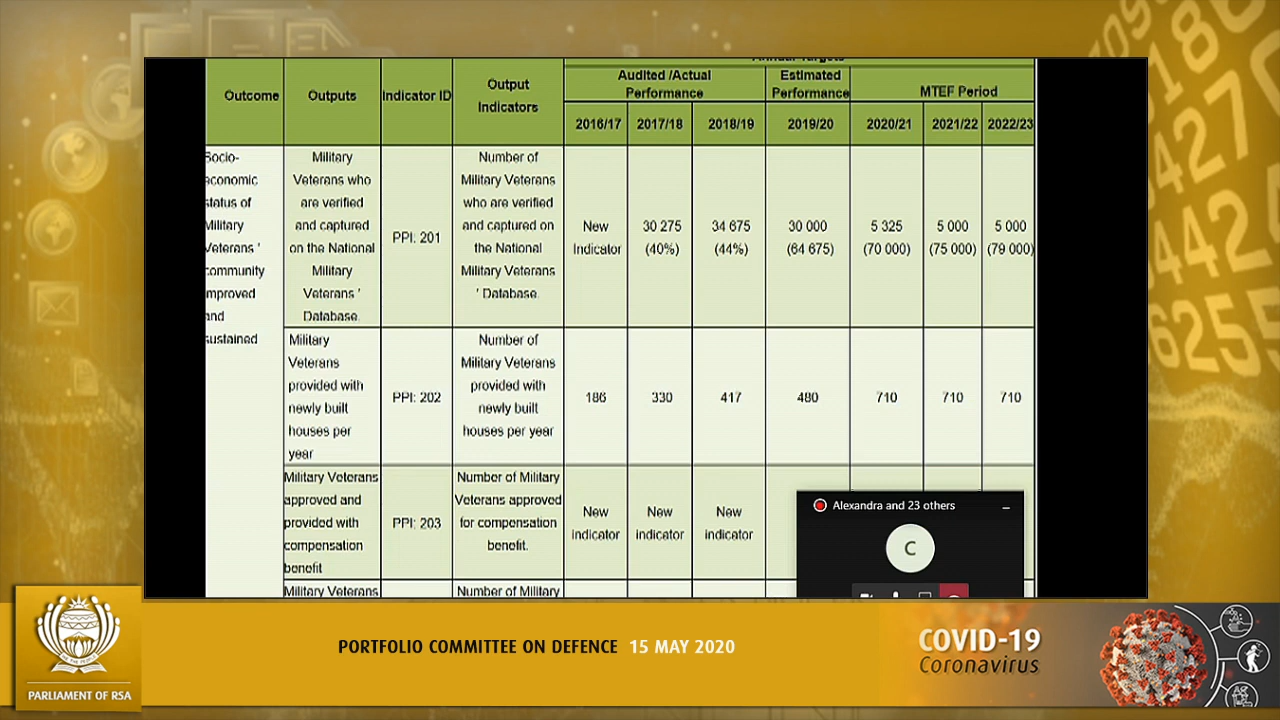 Annual Targets
Outcome
Outputs
Indicator ID
Output
Indicators
Audited /Actual
Performance
Estimated
Performance
MTEF Period
2016/17
2017/18
2018/19
2019/20
2020/21
2021/22
2022/23
Socio-
economic
status of
Military
Veterans '
community
improved
and
sustained
Military
Veterans who
are verified
and captured
on the National
Military
Veterans '
Database.
PPI: 201
Number of
Military Veterans
who are verified
and captured on
the National
Military Veterans
' Database.
New
Indicator
30 275
(40%)
34 675
(44%)
30 000
(64 675)
5 325
(70 000)
5 000
(75 000)
5 000
(79 000)
Military
Veterans
provided with
newly built
houses per
year
PPI: 202
Number of
Military Veterans
provided with
newly built
houses per year
186
330
417
480
710
710
710
Military Veterans
approved and
provided with
compensation
benefit
PPI: 203
Number of Military
Veterans approved
for compensation
benefit.
New
indicator
New
indicator
New
indicator
Military Veterans
Number of Military
Alexandra and 23 others
C
PARLIAMENT OF RSA
PORTFOLIO COMMITTEE ON DEFENCE 15 MAY 2020
COVID-19
Coronavirus